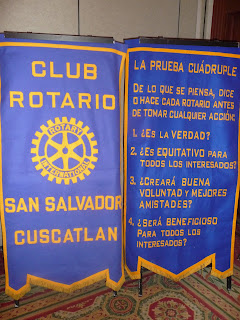 CLUB
ROTARIO
ROTARY
INTERNATIONAL
SAN SALVADOR
CUSCATLAN
LA PRUEBA CUÁDRUPLE
DE LO QUE SE PIENSA, DICE
O HACE CADA ROTARIO ANTES
DE TOMAR CUALQUIER ACCIÓN:
1. ¿ES LA VERDAD?
2. ¿ES EQUITATIVO PARA
TODOS LOS INTERESADOS?
3. ¿CREARÁ BUENA
VOLUNTAD Y MEJORES
AMISTADES?
4. ¿SERÁ BENEFICIOSO
PARA TODOS LOS
INTERESADOS?